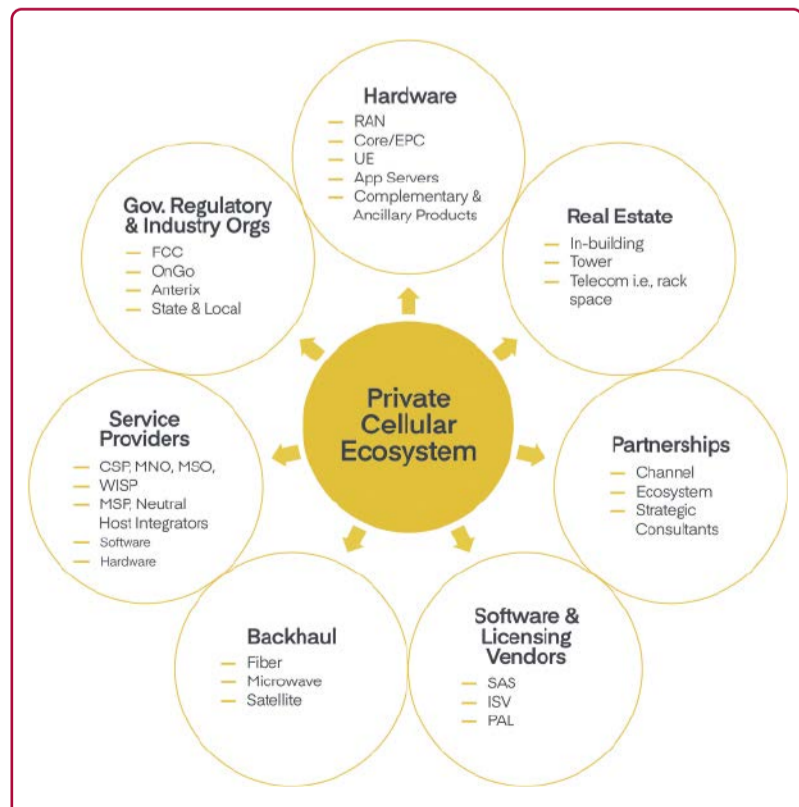 Hardware
— RAN
— Core/EPC
— UE
— App Servers
— Complementary &
Ancillary Products
Real Estate
— In-building
— Tower
— Telecom i.e., rack
space
Partnerships
— Channel
— Ecosystem
— Strategic
Consultants
Software &
Licensing
Vendors
— SAS
— ISV
— PAL
Backhaul
— Fiber
— Microwave
— Satellite
Service
Providers
— CSP, MNO, MSO,
— WISP
— MSP, Neutral
Host Integrators
— Software
— Hardware
Gov. Regulatory
& Industry Orgs
— FCC
— OnGo
— Anterix
— State & Local
Private
Cellular
Ecosystem